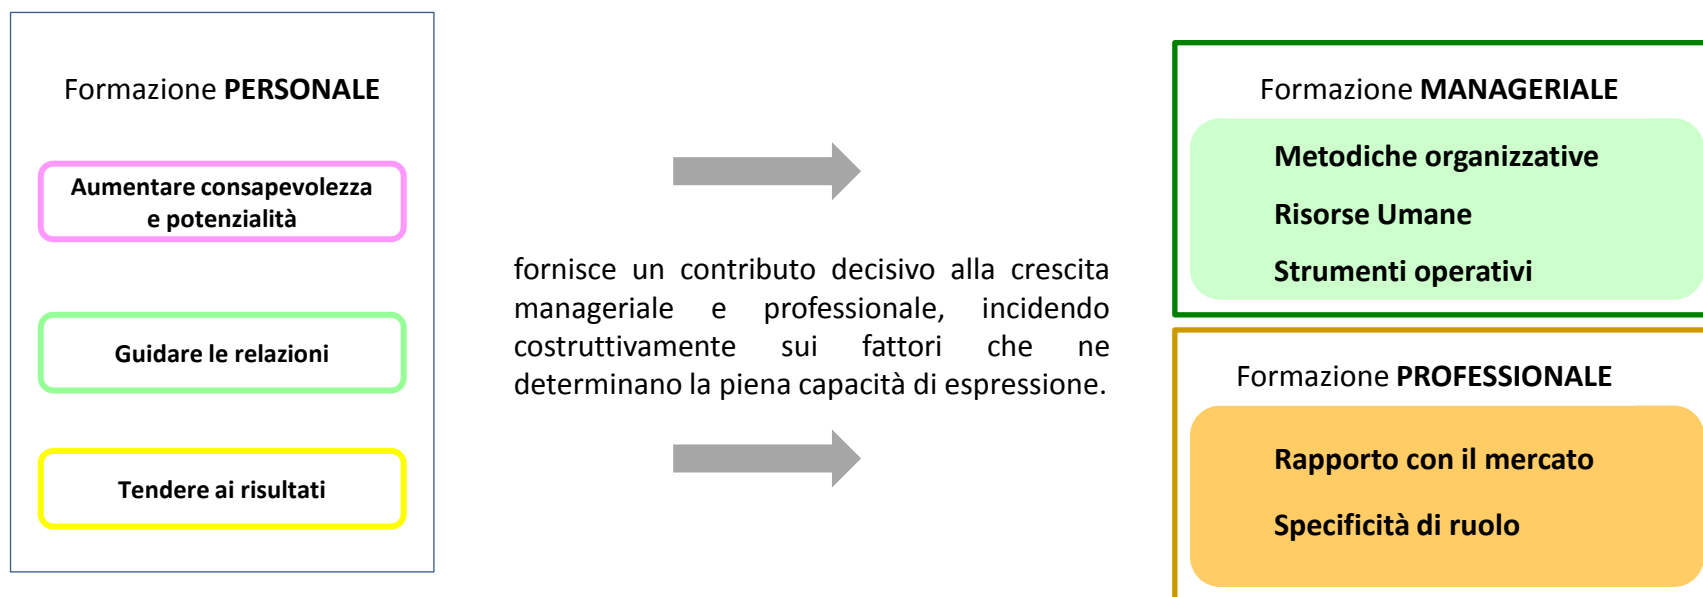 Formazione PERSONALE
Aumentare consapevolezza
e potenzialità
Guidare le relazioni
Tendere ai risultati
fornisce un contributo decisivo alla crescita
manageriale e professionale, incidendo
costruttivamente sui fattori che ne
determinano la piena capacità di espressione.
Formazione MANAGERIALE
Metodiche organizzative
Risorse Umane
Strumenti operativi
Formazione PROFESSIONALE
Rapporto con il mercato
Specificità di ruolo